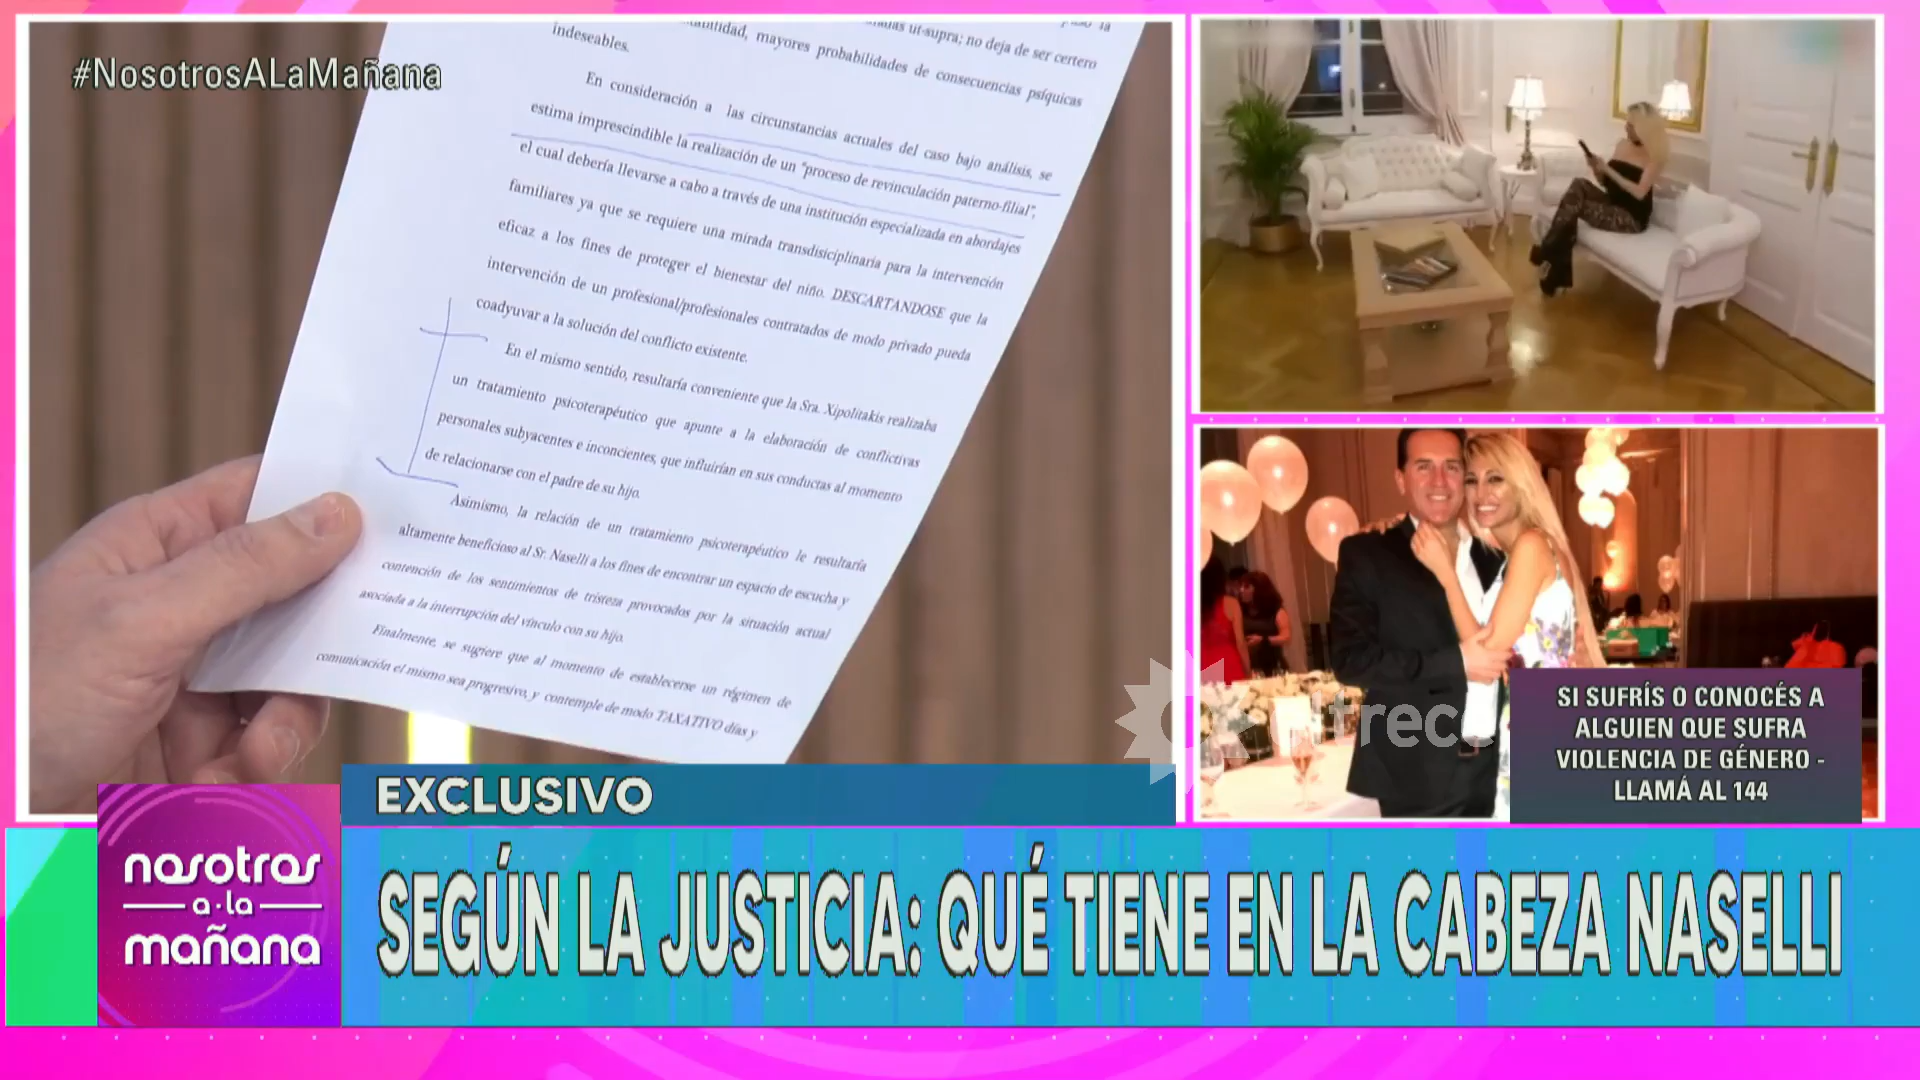 #NosotrosALaMañana
ut-supra; no deja de ser certero
mayores probabilidades de consecuencias psíquicas
indeseables.
En consideración a las circunstancias actuales del caso bajo análisis, se
estima imprescindible la realización de un "proceso de revinculación paterno-filial",
el cual debería llevarse a cabo a través de una institución especializada en abordajes
familiares ya que se requiere una mirada transdisiciplinaria para la intervención
eficaz a los fines de proteger el bienestar del niño. DESCARTANDOSE que la
intervención de un profesional/profesionales contratados de modo privado pueda
coadyuvar a la solución del conflicto existente.
En el mismo sentido, resultaría conveniente que la Sra. Xipolitakis realizaba
un tratamiento psicoterapéutico que apunte a la elaboración de conflictivas
personales subyacentes e inconcientes, que influirían en sus conductas al momento
de relacionarse con el padre de su hijo.
Asimismo, la relación de un tratamiento psicoterapéutico le resultaría
altamente beneficioso al Sr. Naselli a los fines de encontrar un espacio de escucha y
contención de los sentimientos de tristeza provocados por la situación actual
asociada a la interrupción del vínculo con su hijo.
Finalmente, se sugiere que al momento de establecerse un régimen de
comunicación el mismo sea progresivo, y contemple de modo TAXATIVO días y
eltrece
SI SUFRÍS O CONOCÉS A
ALGUIEN QUE SUFRA
VIOLENCIA DE GÉNERO -
LLAMÁ AL 144
EXCLUSIVO
nosotros
a·la
mañana
SEGÚN LA JUSTICIA: QUÉ TIENE EN LA CABEZA NASELLI